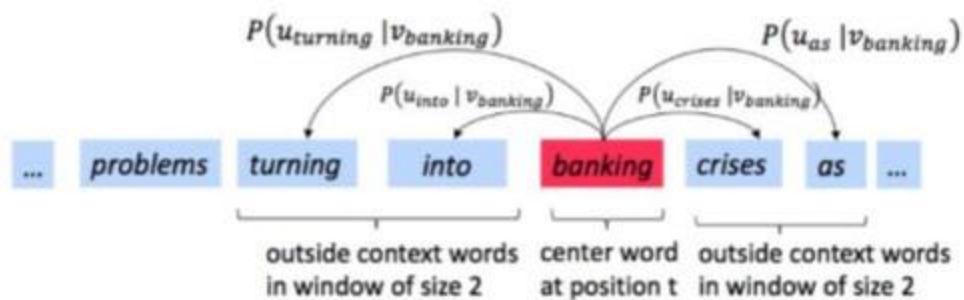 P(u_turning | v_banking) P(u_as | v_banking)
P(u_into | v_banking) P(u_crises | v_banking)
... problems turning into banking crises as ...
outside context words center word outside context words
in window of size 2 at position t in window of size 2